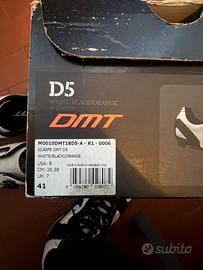 D5
WHITE/BLACK/ORANGE
DMT
M0010DMT18D5-A - R1 - 0006
SCARPE DMT D5
WHITE/BLACK/ORANGE
USA: 8
CM: 26.38
UK: 7
41
subito